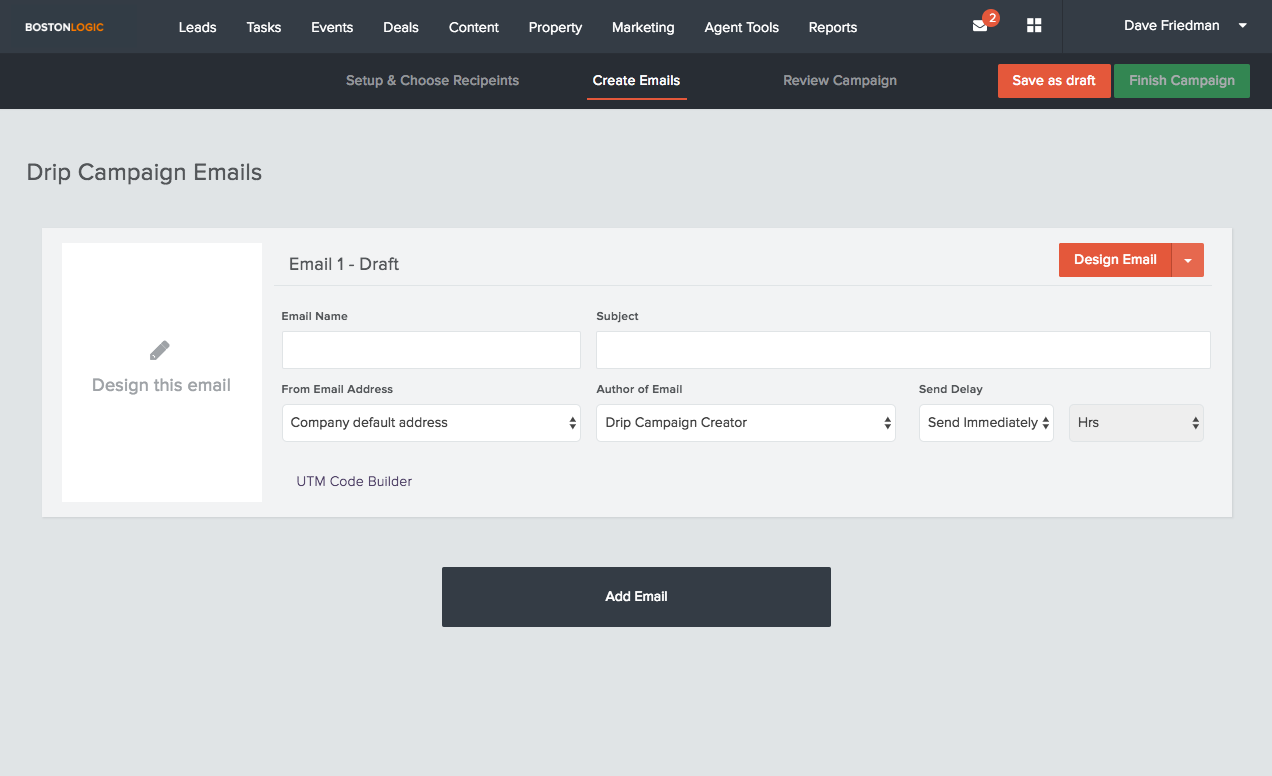 BOSTONLOGIC Leads Tasks Events Deals Content Property Marketing Agent Tools Reports 2 Dave Friedman
Setup & Choose Recipeints Create Emails Review Campaign Save as draft Finish Campaign
Drip Campaign Emails
Email 1 - Draft Design Email
Email Name Subject
Design this email
From Email Address Author of Email Send Delay
Company default address Drip Campaign Creator Send Immediately Hrs
UTM Code Builder
Add Email